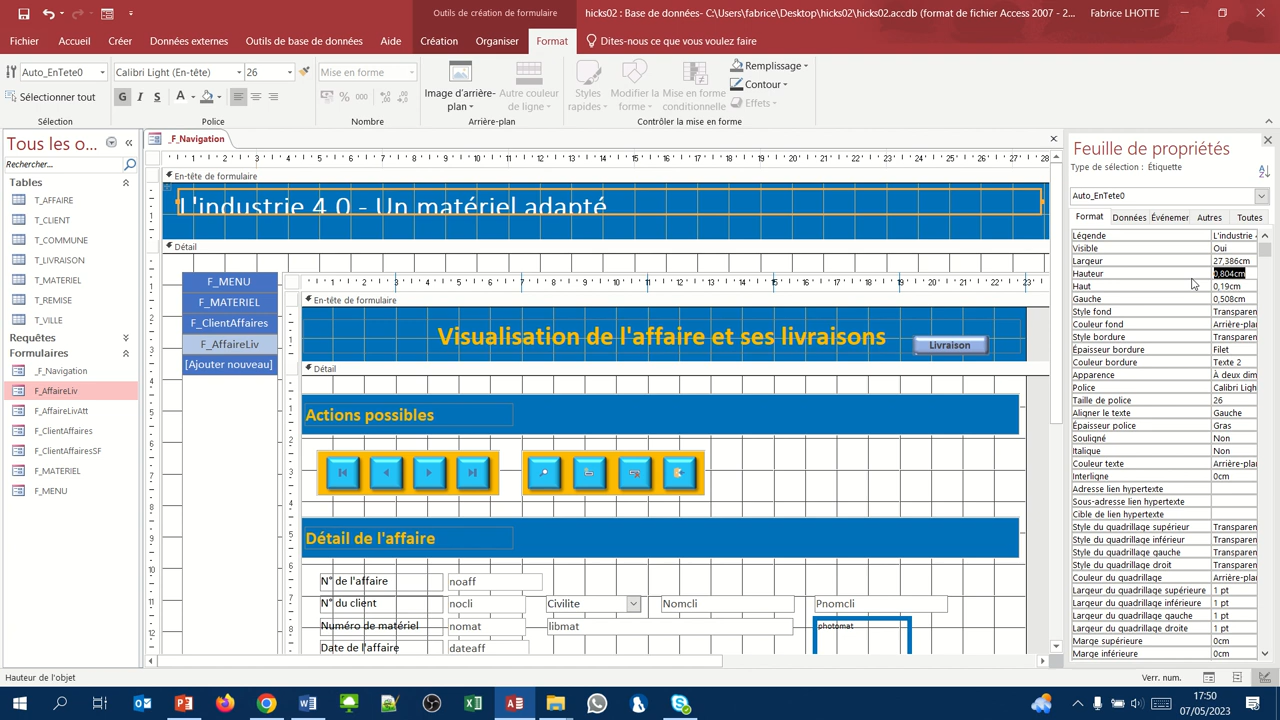 Outils de création de formulaire
hicks02 : Base de données- C:\Users\fabrice\Desktop\hicks02\hicks02.accdb (format de fichier Access 2007 - 2...
Fabrice LHOTTE
Fichier
Accueil
Créer
Données externes
Outils de base de données
Aide
Création
Organiser
Format
Dites-nous ce que vous voulez faire
Auto_EnTete0
Calibri Light (En-tête)
26
Mise en forme
Sélectionner tout
G
I
S
A
%
000
Image d'arrière-
plan
Autre couleur
de ligne
Styles
rapides
Modifier la
forme
Mise en forme
conditionnelle
Remplissage
Contour
Effets
Sélection
Police
Nombre
Arrière-plan
Contrôler la mise en forme
Tous les o...
Rechercher...
Tables
T_AFFAIRE
T_CLIENT
T_COMMUNE
T_LIVRAISON
T_MATERIEL
T_REMISE
T_VILLE
Requêtes
Formulaires
_F_Navigation
F_AffaireLiv
F_AffaireLivAtt
F_ClientAffaires
F_ClientAffairesSF
F_MATERIEL
F_MENU
_F_Navigation
En-tête de formulaire
L'industrie 4.0 - Un matériel adapté
Détail
F_MENU
F_MATERIEL
F_ClientAffaires
F_AffaireLiv
[Ajouter nouveau]
En-tête de formulaire
Visualisation de l'affaire et ses livraisons
Livraison
Détail
Actions possibles
Détail de l'affaire
N° de l'affaire
noaff
N° du client
nocli
Civilite
Nomcli
Pnomcli
Numéro de matériel
nomat
libmat
photomat
Date de l'affaire
dateaff
Feuille de propriétés
Type de sélection : Étiquette
Auto_EnTete0
Format
Données
Événement
Autres
Toutes
Légende L'industrie 4
Visible Oui
Largeur 27,386cm
Hauteur 0,804cm
Haut 0,19cm
Gauche 0,508cm
Style fond Transparen
Couleur fond Arrière-pla
Style bordure Transparen
Épaisseur bordure Filet
Couleur bordure Texte 2
Apparence À deux dim
Police Calibri Ligh
Taille de police 26
Aligner le texte Gauche
Épaisseur police Gras
Souligné Non
Italique Non
Couleur texte Arrière-pla
Interligne 0cm
Adresse lien hypertexte
Sous-adresse lien hypertexte
Cible de lien hypertexte
Style du quadrillage supérieur Transparen
Style du quadrillage inférieur Transparen
Style du quadrillage gauche Transparen
Style du quadrillage droit Transparen
Couleur du quadrillage Arrière-pla
Largeur du quadrillage supérieure 1 pt
Largeur du quadrillage inférieure 1 pt
Largeur du quadrillage gauche 1 pt
Largeur du quadrillage droite 1 pt
Marge supérieure 0cm
Marge inférieure 0cm
Hauteur de l'objet
Verr. num.
17:50
07/05/2023